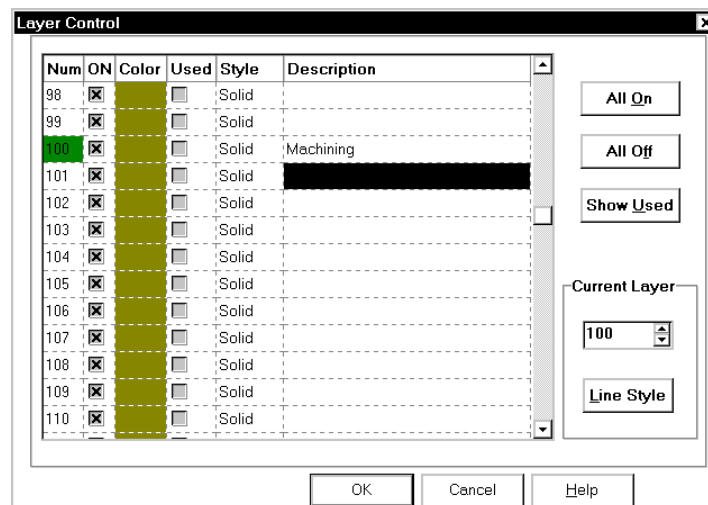 Layer Control
Num ON Color Used Style Description
98 Solid
99 Solid
100 Solid Machining
101 Solid
102 Solid
103 Solid
104 Solid
105 Solid
106 Solid
107 Solid
108 Solid
109 Solid
110 Solid
All On
All Off
Show Used
Current Layer
100
Line Style
OK Cancel Help